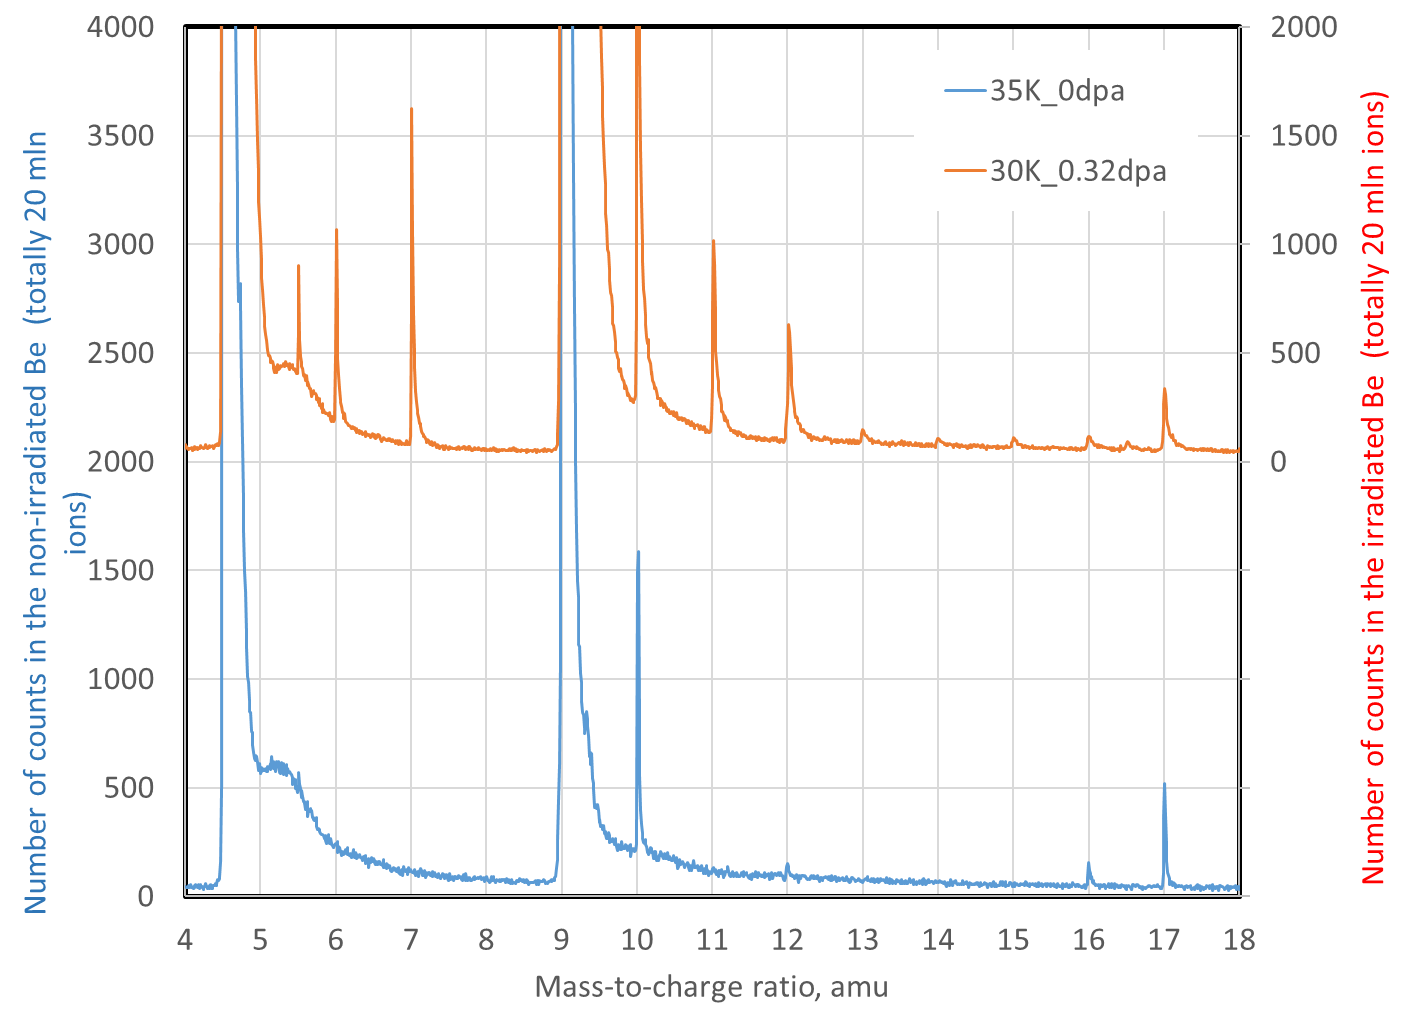 4000
3500
3000
2500
2000
1500
1000
500
0
2000
1500
1000
500
0
35K_0dpa
30K_0.32dpa
Number of counts in the non-irradiated Be (totally 20 mln
ions)
Number of counts in the irradiated Be (totally 20 mln ions)
4 5 6 7 8 9 10 11 12 13 14 15 16 17 18
Mass-to-charge ratio, amu